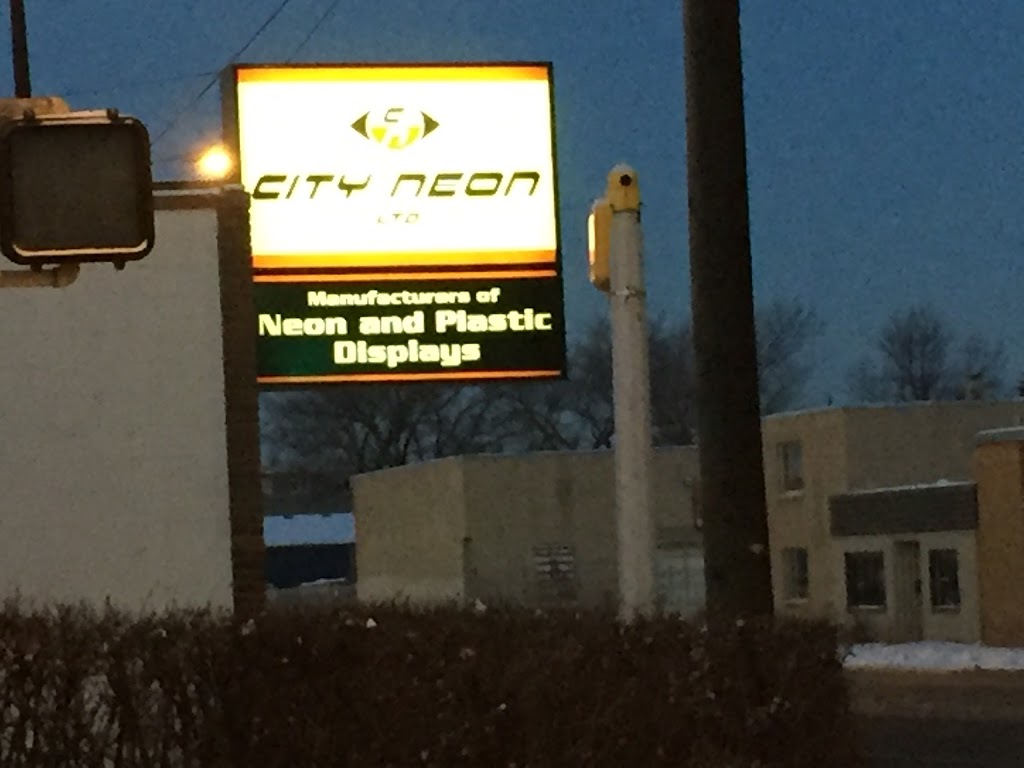 CITY NEON
LTD
Manufacturers of
Neon and Plastic
Displays